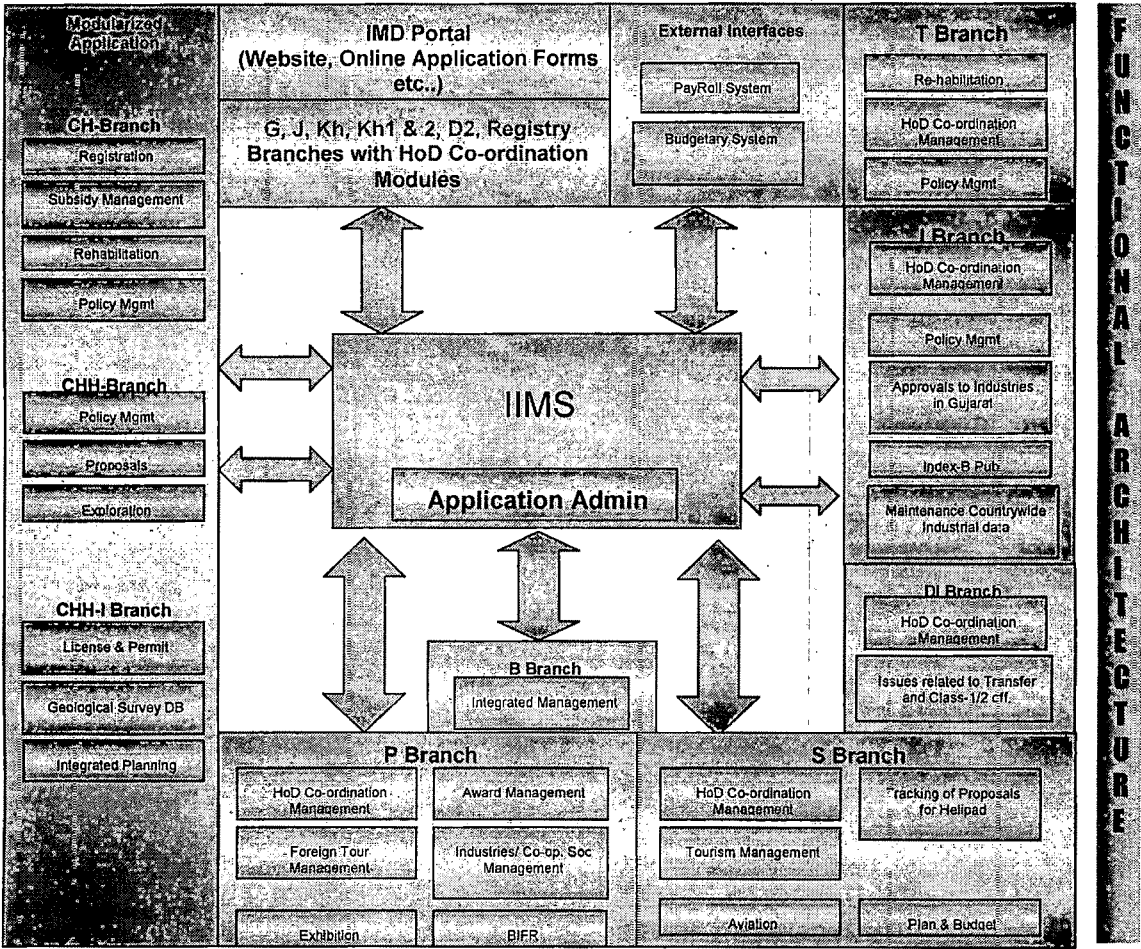 Modularized
Application
CH-Branch
Registration
Subsidy Management
Rehabilitation
Policy Mgmt
CHH-Branch
Policy Mgmt
Proposals
Exploration
CHH-I Branch
License & Permit
Geological Survey DB
Integrated Planning
IMD Portal
(Website, Online Application Forms
etc..)
G, J, Kh, Kh1 & 2, D2, Registry
Branches with HoD Co-ordination
Modules
External Interfaces
PayRoll System
Budgetary System
T Branch
Re-habilitation
HoD Co-ordination
Management
Policy Mgmt
I Branch
HoD Co-ordination
Management
Policy Mgmt
Approvals to Industries
in Gujarat
Index-B Pub
Maintenance Countrywide
Industrial data
DI Branch
HoD Co-ordination
Management
Issues related to Transfer
and Class-1/2 cff.
IIMS
Application Admin
B Branch
Integrated Management
P Branch
HoD Co-ordination
Management
Award Management
Foreign Tour
Management
Industries/ Co-op. Soc
Management
Exhibition
BIFR
S Branch
HoD Co-ordination
Management
Tracking of Proposals
for Helipad
Tourism Management
Aviation
Plan & Budget
FUNCTIONAL ARCHITECTURE